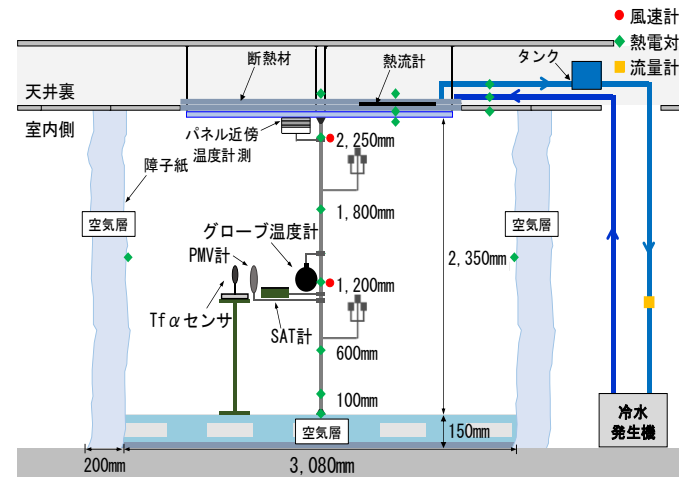 風速計
熱電対
流量計
タンク
断熱材
熱流計
天井裏
室内側
パネル近傍
温度計測
2,250mm
障子紙
空気層
空気層
1,800mm
グローブ温度計
PMV計
2,350mm
1,200mm
Tfαセンサ
SAT計
600mm
100mm
冷水
発生機
空気層
150mm
200mm
3,080mm